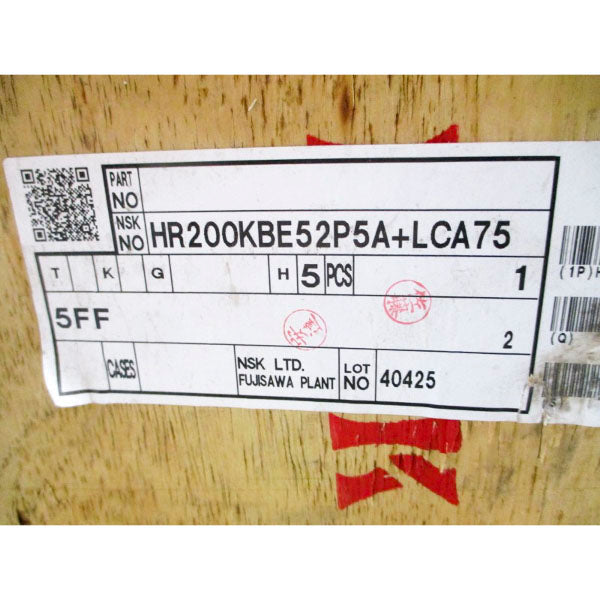 PART NO
NSK NO HR200KBE52P5A+LCA75
T K G H 5 PCS 1
5FF 2
CASES NSK LTD. FUJISAWA PLANT LOT NO 40425
(1P)H
(Q)
K